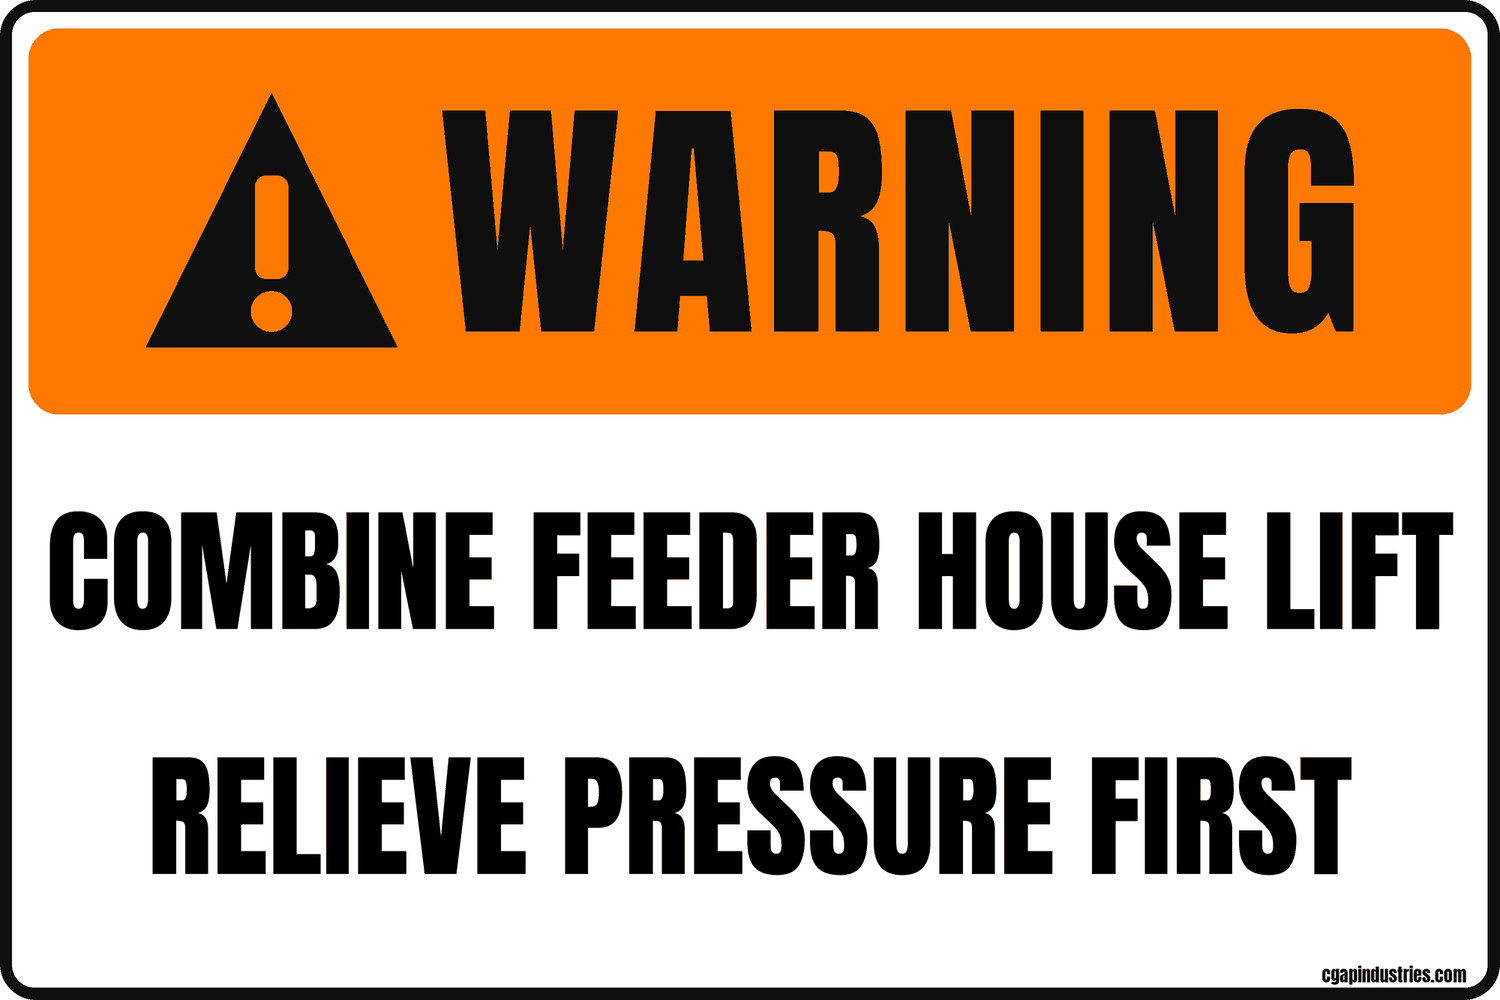 WARNING
COMBINE FEEDER HOUSE LIFT
RELIEVE PRESSURE FIRST
cgapindustries.com